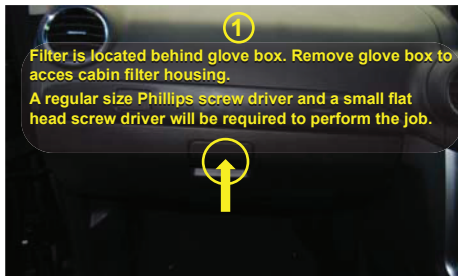 1
Filter is located behind glove box. Remove glove box to
acces cabin filter housing.
A regular size Phillips screw driver and a small flat
head screw driver will be required to perform the job.